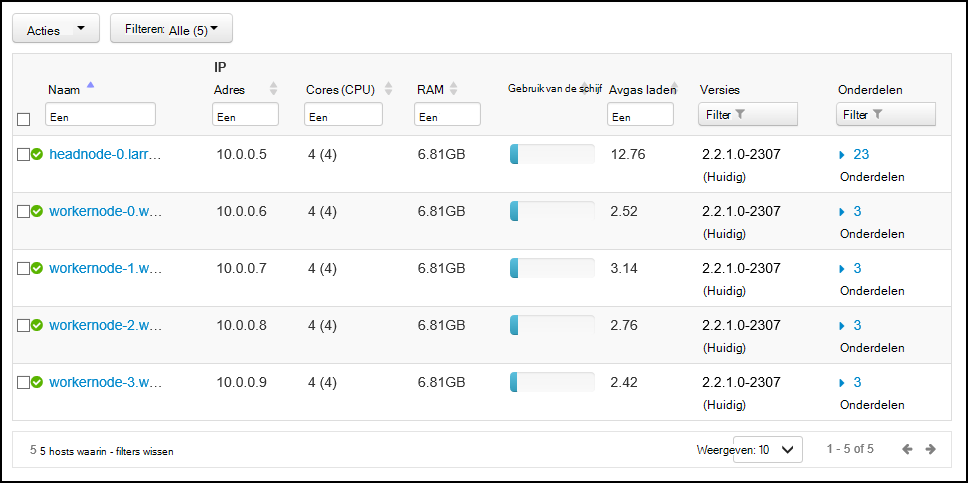 Acties Filteren: Alle (5)
IP
Naam Adres Cores (CPU) RAM Gebruik van de schijf Avgas laden Versies Onderdelen
Een Een Een Een Een Filter Filter
headnode-0.larr... 10.0.0.5 4 (4) 6.81GB 12.76 2.2.1.0-2307 23
(Huidig) Onderdelen
workernode-0.w... 10.0.0.6 4 (4) 6.81GB 2.52 2.2.1.0-2307 3
(Huidig) Onderdelen
workernode-1.w... 10.0.0.7 4 (4) 6.81GB 3.14 2.2.1.0-2307 3
(Huidig) Onderdelen
workernode-2.w... 10.0.0.8 4 (4) 6.81GB 2.76 2.2.1.0-2307 3
(Huidig) Onderdelen
workernode-3.w... 10.0.0.9 4 (4) 6.81GB 2.42 2.2.1.0-2307 3
(Huidig) Onderdelen
5 5 hosts waarin - filters wissen Weergeven: 10 1 - 5 of 5